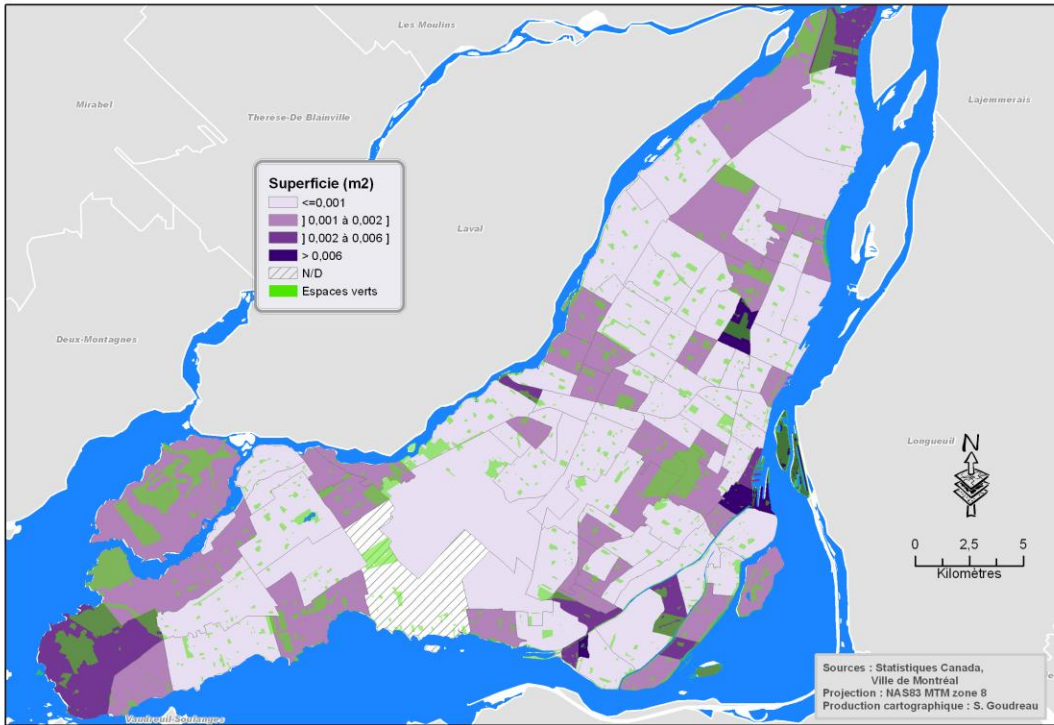 Les Moulins
Mirabel
Lajemmerais
Therese-De Blainville
Superficie (m2)
<=0,001
] 0,001 à 0,002 ]
] 0,002 à 0,006 ]
> 0,006
N/D
Espaces verts
Laval
Deux-Montagnes
Longueuil
N
0 2,5 5
Kilomètres
Sources : Statistiques Canada,
Ville de Montréal
Projection : NAS83 MTM zone 8
Production cartographique : S. Goudreau
Vaudreuil-Soulanges